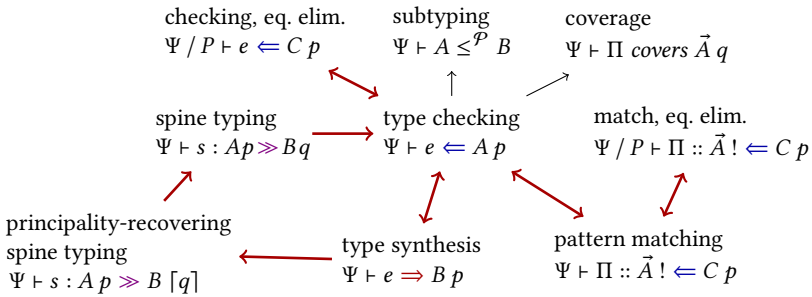 checking, eq. elim.
Ψ / P ⊢ e ⇐ C p
subtyping
Ψ ⊢ A ≤^𝒫 B
coverage
Ψ ⊢ Π covers A⃗ q
spine typing
Ψ ⊢ s : A p ≫ B q
type checking
Ψ ⊢ e ⇐ A p
match, eq. elim.
Ψ / P ⊢ Π :: A⃗ ! ⇐ C p
principality-recovering
spine typing
Ψ ⊢ s : A p ≫ B ⌈q⌉
type synthesis
Ψ ⊢ e ⇒ B p
pattern matching
Ψ ⊢ Π :: A⃗ ! ⇐ C p